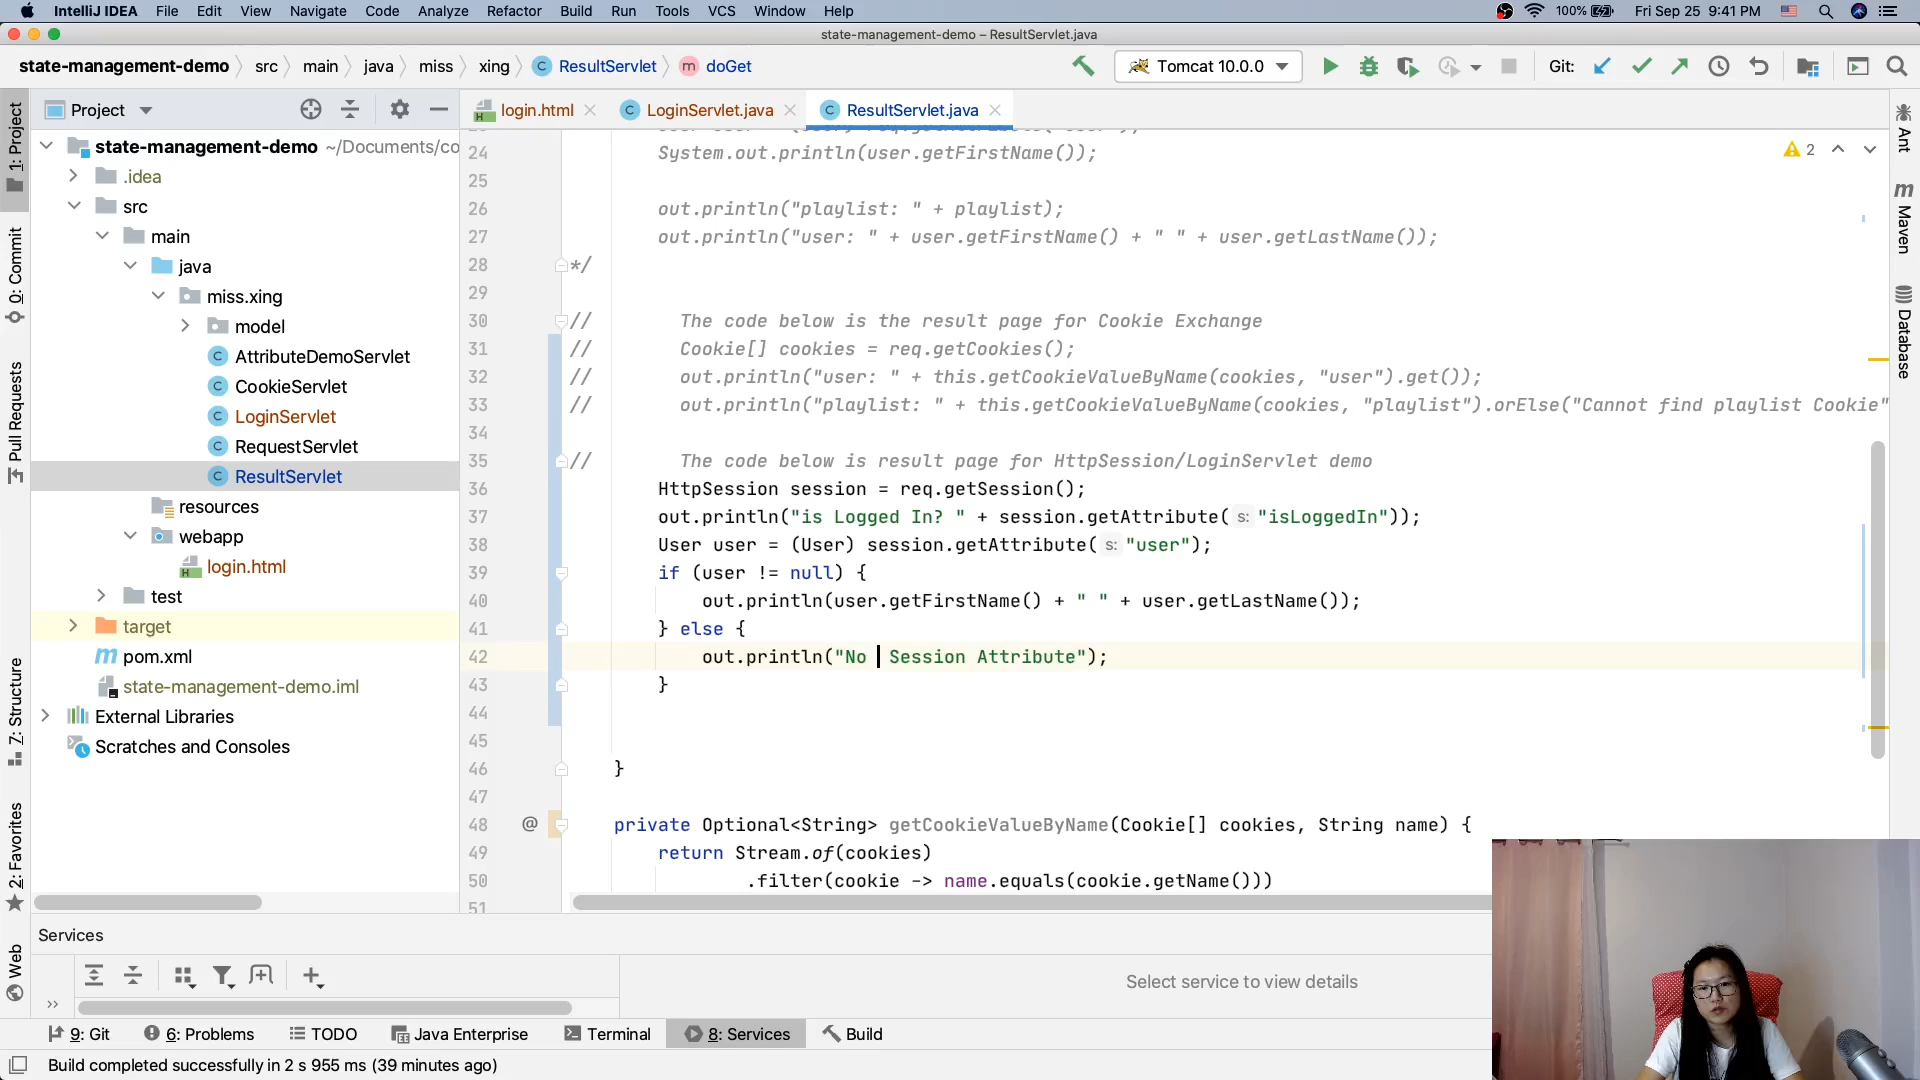 IntelliJ IDEA File Edit View Navigate Code Analyze Refactor Build Run Tools VCS Window Help 100% Fri Sep 25 9:41 PM
state-management-demo – ResultServlet.java
state-management-demo src main java miss xing ResultServlet doGet Tomcat 10.0.0 Git:
Project login.html LoginServlet.java ResultServlet.java
state-management-demo ~/Documents/co
.idea
src
main
java
miss.xing
model
AttributeDemoServlet
CookieServlet
LoginServlet
RequestServlet
ResultServlet
resources
webapp
login.html
test
target
pom.xml
state-management-demo.iml
External Libraries
Scratches and Consoles
1: Project
0: Commit
Pull Requests
7: Structure
2: Favorites
Web
2
24 System.out.println(user.getFirstName());
25
26 out.println("playlist: " + playlist);
27 out.println("user: " + user.getFirstName() + " " + user.getLastName());
28 */
29
30 // The code below is the result page for Cookie Exchange
31 // Cookie[] cookies = req.getCookies();
32 // out.println("user: " + this.getCookieValueByName(cookies, "user").get());
33 // out.println("playlist: " + this.getCookieValueByName(cookies, "playlist").orElse("Cannot find playlist Cookie"
34
35 // The code below is result page for HttpSession/LoginServlet demo
36 HttpSession session = req.getSession();
37 out.println("is Logged In? " + session.getAttribute( s: "isLoggedIn"));
38 User user = (User) session.getAttribute( s: "user");
39 if (user != null) {
40 out.println(user.getFirstName() + " " + user.getLastName());
41 } else {
42 out.println("No  Session Attribute");
43 }
44
45
46 }
47
48 @ private Optional<String> getCookieValueByName(Cookie[] cookies, String name) {
49 return Stream.of(cookies)
50 .filter(cookie -> name.equals(cookie.getName()))
51
Ant
Maven
Database
Services
Select service to view details
9: Git 6: Problems TODO Java Enterprise Terminal 8: Services Build
Build completed successfully in 2 s 955 ms (39 minutes ago)